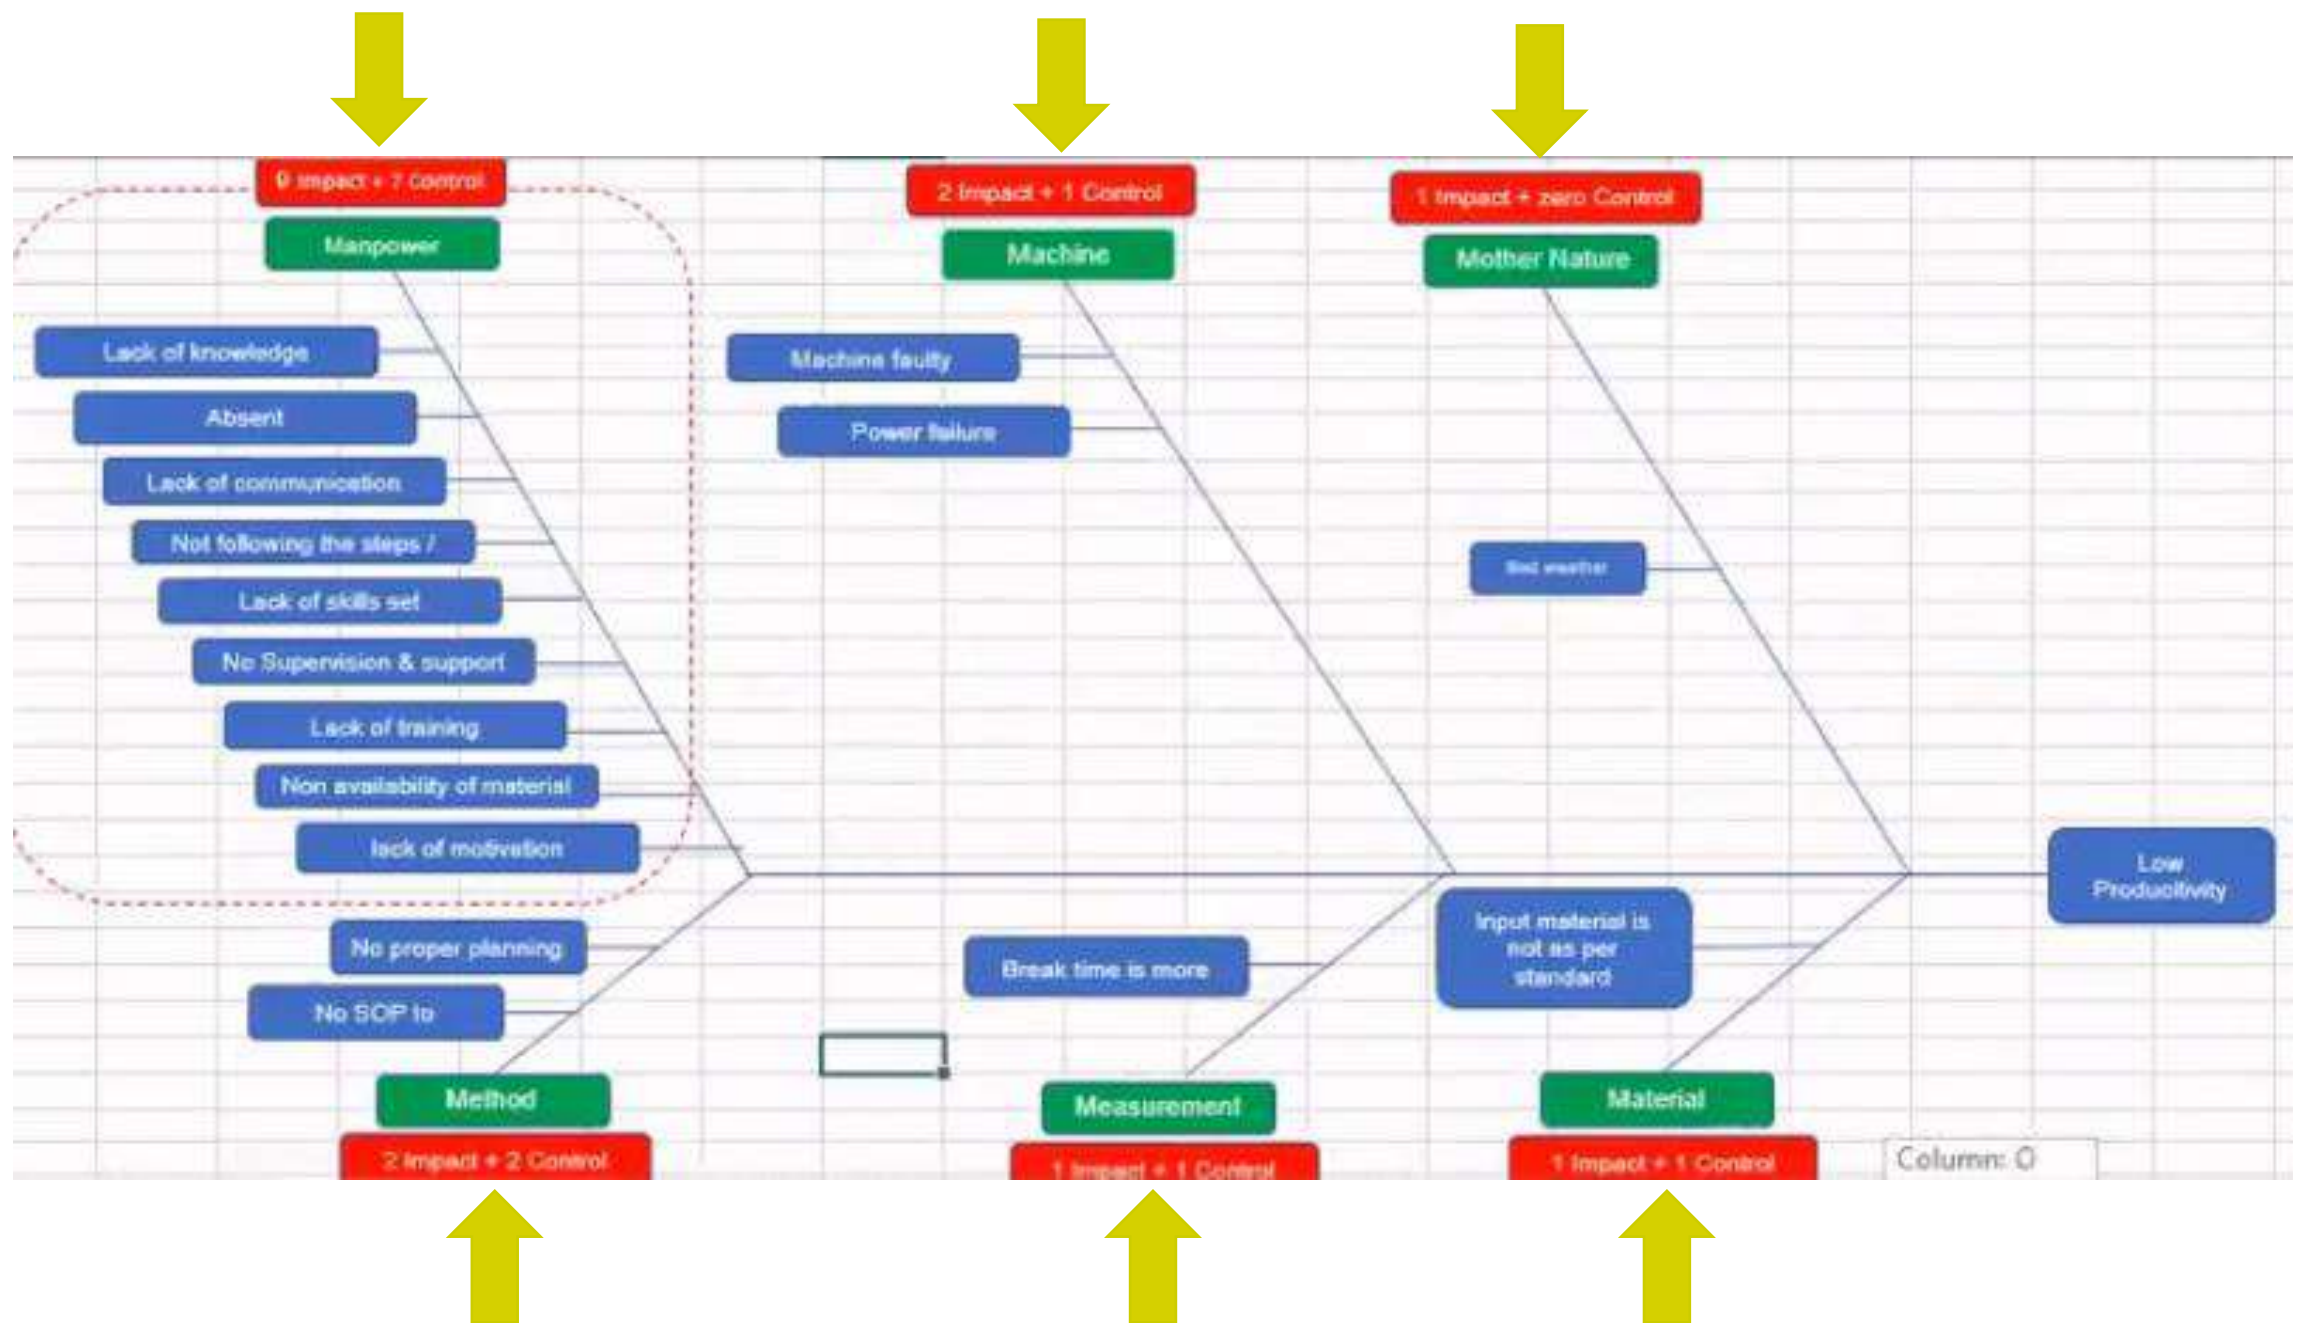 9 Impact + 7 Control
2 Impact + 1 Control
1 Impact + zero Control
Manpower
Machine
Mother Nature
Lack of knowledge
Absent
Lack of communication
Not following the steps /
Lack of skills set
No Supervision & support
Lack of training
Non availability of material
lack of motivation
Machine faulty
Power failure
Bad weather
Low
Producitivity
No proper planning
No SOP to
Break time is more
Input material is
not as per
standard
Method
Measurement
Material
2 Impact + 2 Control
1 Impact + 1 Control
1 Impact + 1 Control
Column: O